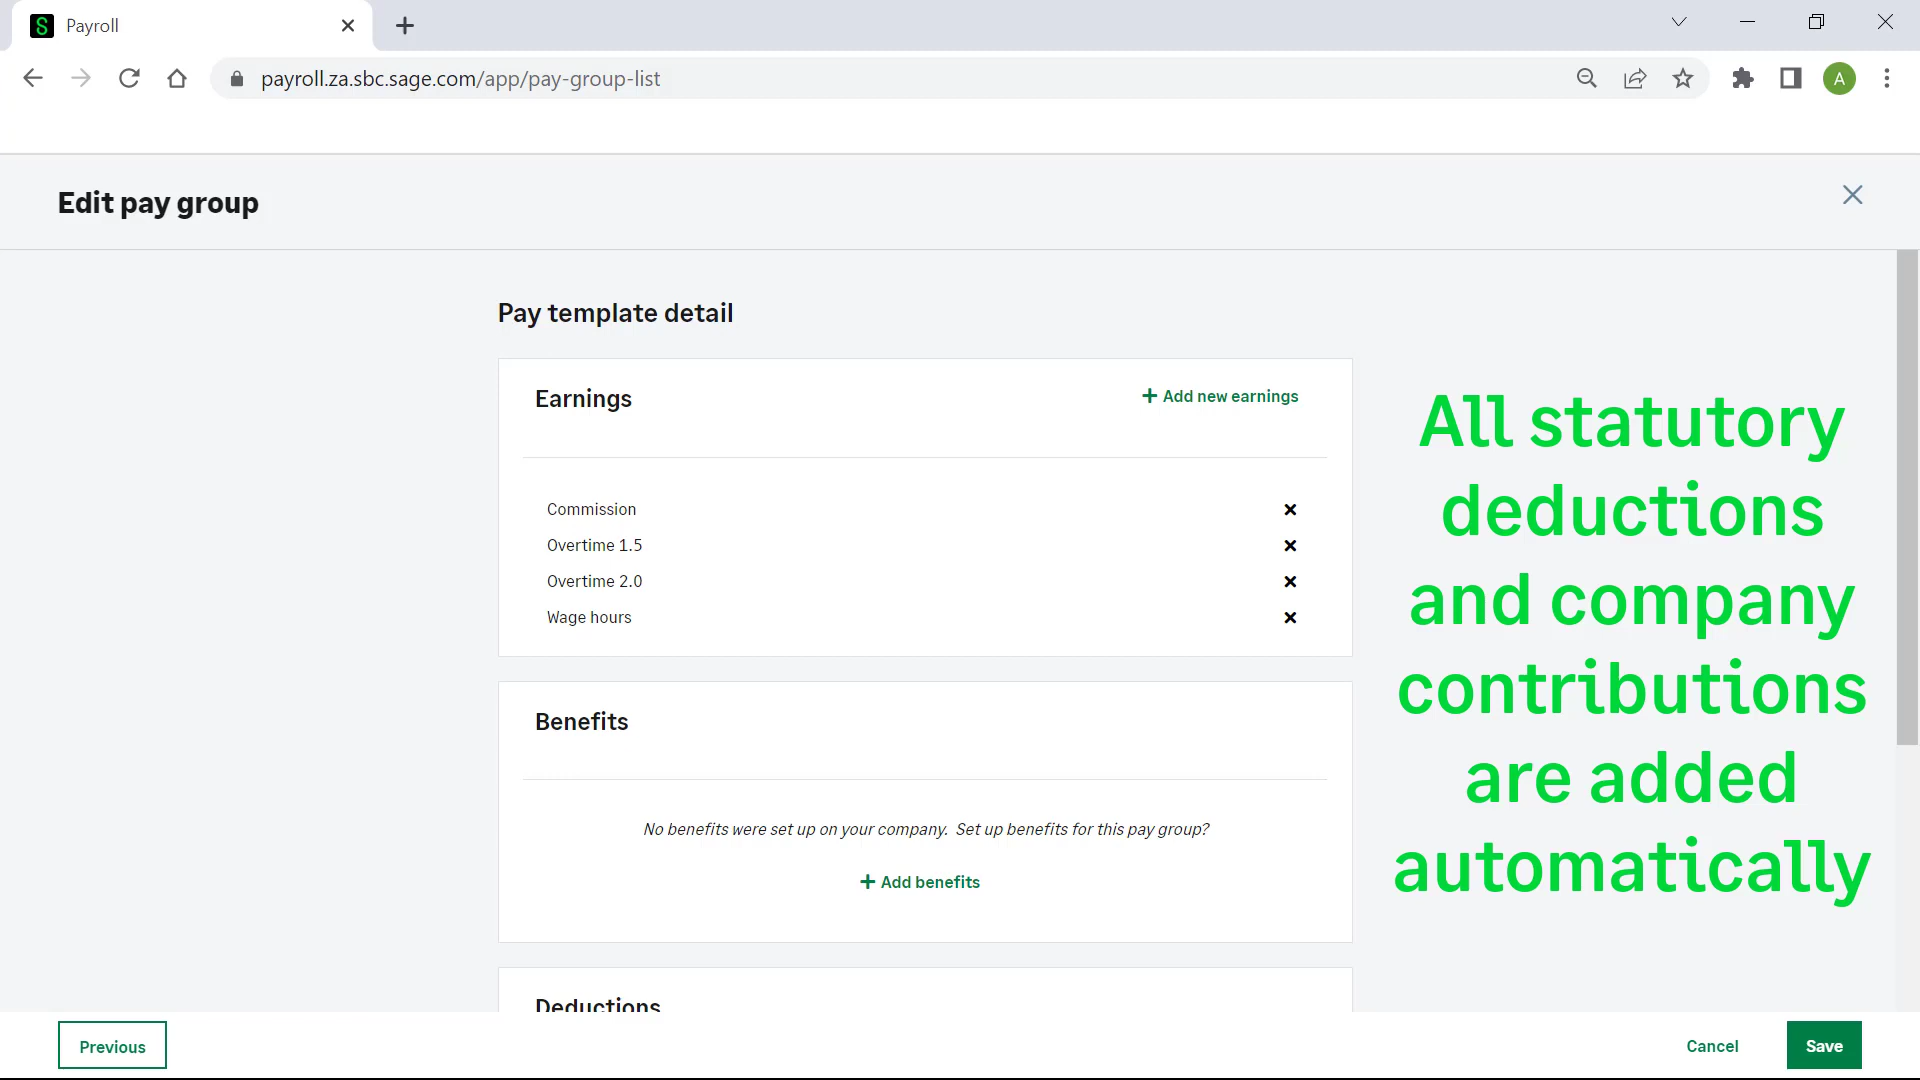 Payroll
payroll.za.sbc.sage.com/app/pay-group-list
A
Edit pay group
Pay template detail
Earnings
Add new earnings
Commission
Overtime 1.5
Overtime 2.0
Wage hours
Benefits
No benefits were set up on your company. Set up benefits for this pay group?
Add benefits
Deductions
All statutory
deductions
and company
contributions
are added
automatically
Previous
Cancel
Save